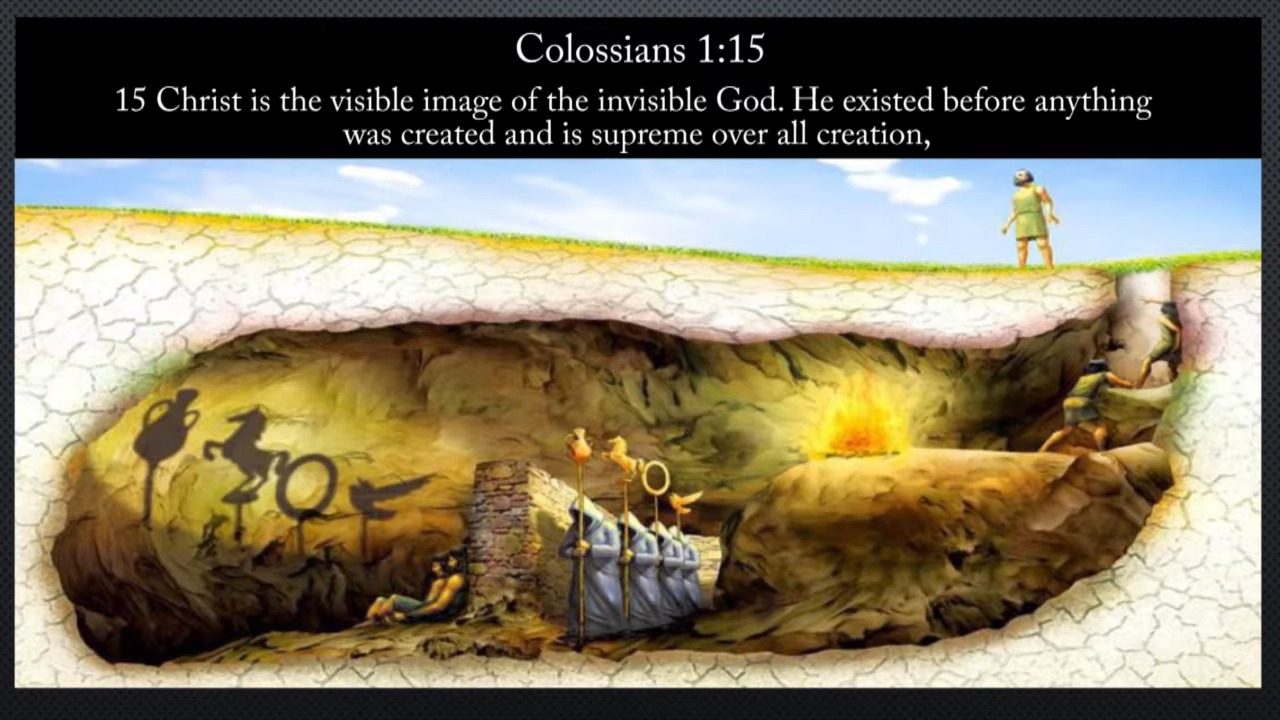 Colossians 1:15
15 Christ is the visible image of the invisible God. He existed before anything
was created and is supreme over all creation,